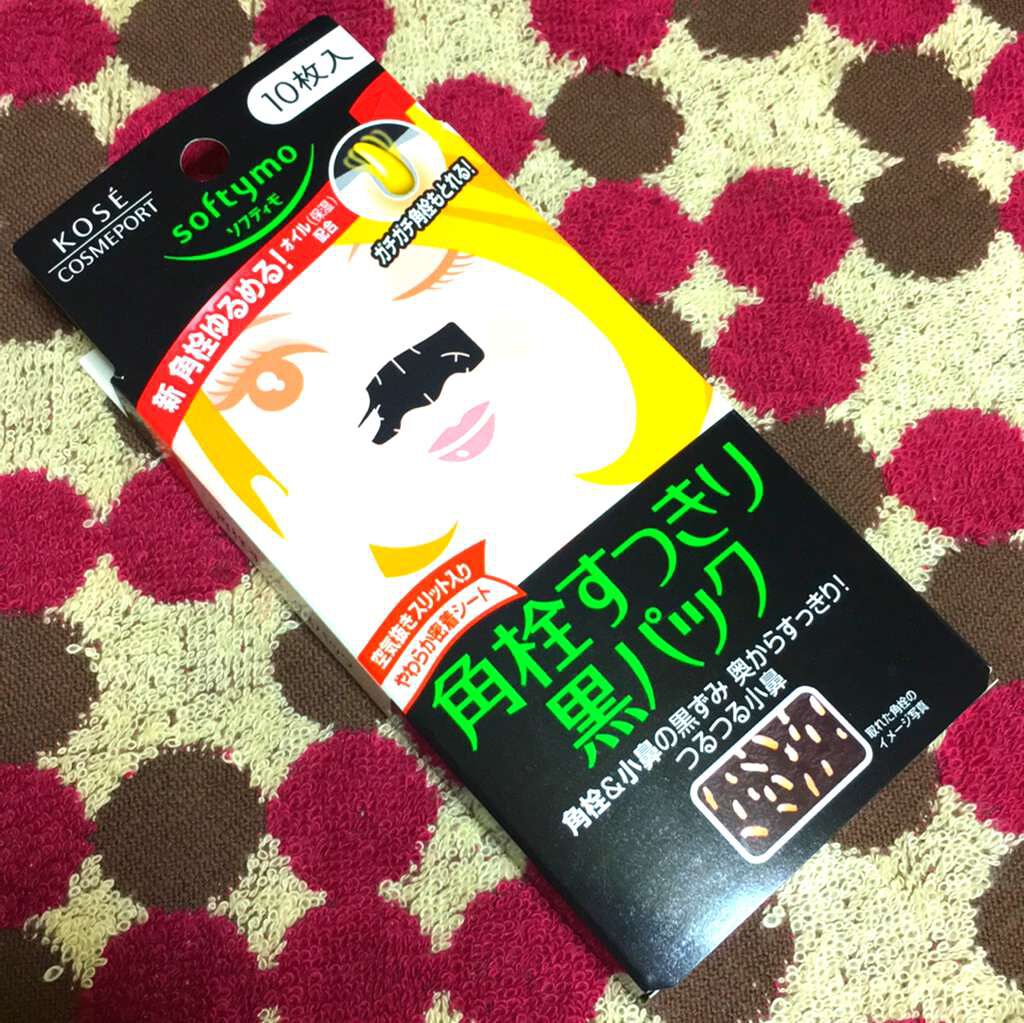 10枚入
KOSÉ
COSMEPORT
softymo
ソフティモ
新 角栓ゆるめる!
オイル(保湿)
配合
ガチガチ角栓もとれる!
空気抜きスリット入り
やわらか密着シート
角栓すっきり
黒パック
角栓&小鼻の黒ずみ 奥からすっきり!
つるつる小鼻
取れた角栓の
イメージ写真